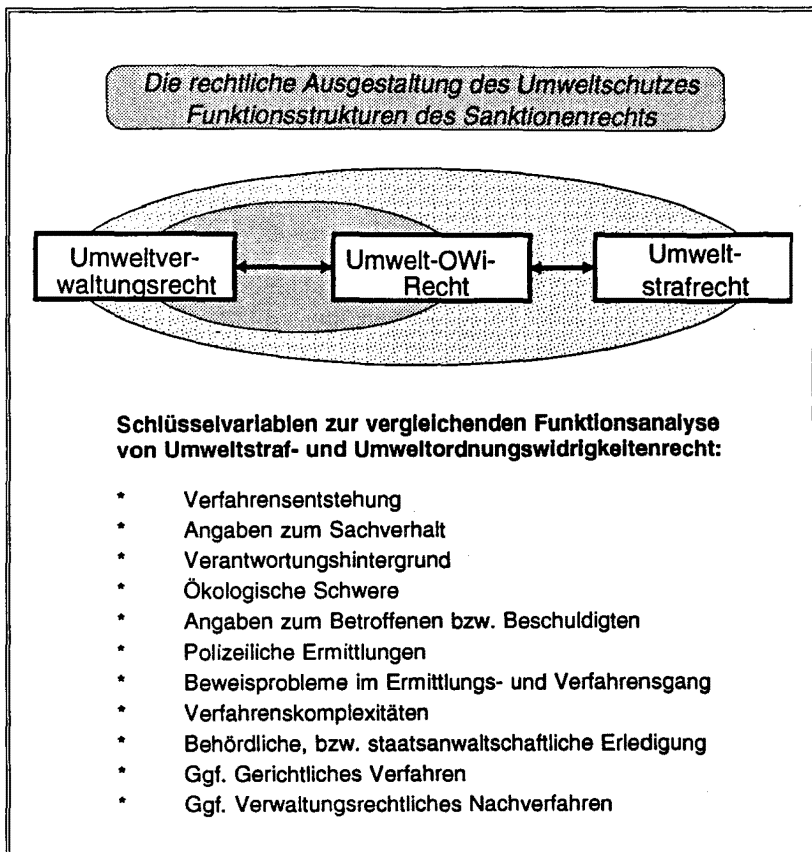 Die rechtliche Ausgestaltung des Umweltschutzes
Funktionsstrukturen des Sanktionenrechts
Umweltver-
waltungsrecht
Umwelt-OWi-
Recht
Umwelt-
strafrecht
Schlüsselvariablen zur vergleichenden Funktionsanalyse
von Umweltstraf- und Umweltordnungswidrigkeitenrecht:
* Verfahrensentstehung
* Angaben zum Sachverhalt
* Verantwortungshintergrund
* Ökologische Schwere
* Angaben zum Betroffenen bzw. Beschuldigten
* Polizeiliche Ermittlungen
* Beweisprobleme im Ermittlungs- und Verfahrensgang
* Verfahrenskomplexitäten
* Behördliche, bzw. staatsanwaltschaftliche Erledigung
* Ggf. Gerichtliches Verfahren
* Ggf. Verwaltungsrechtliches Nachverfahren